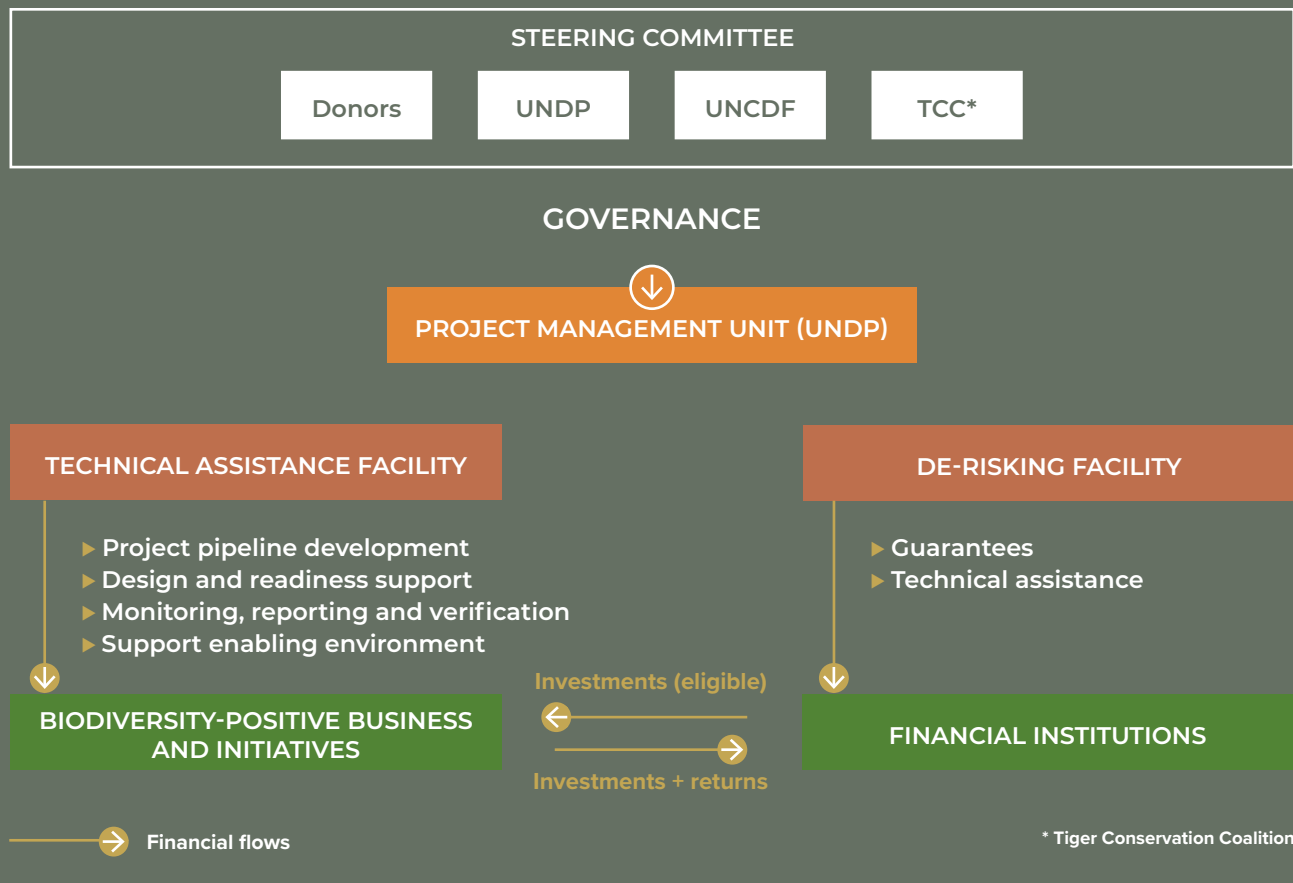 STEERING COMMITTEE
Donors
UNDP
UNCDF
TCC*
GOVERNANCE
PROJECT MANAGEMENT UNIT (UNDP)
TECHNICAL ASSISTANCE FACILITY
Project pipeline development
Design and readiness support
Monitoring, reporting and verification
Support enabling environment
DE-RISKING FACILITY
Guarantees
Technical assistance
BIODIVERSITY-POSITIVE BUSINESS
AND INITIATIVES
Investments (eligible)
Investments + returns
FINANCIAL INSTITUTIONS
Financial flows
* Tiger Conservation Coalition